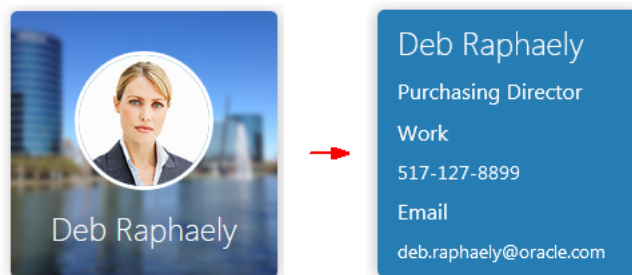 Deb Raphaely
Deb Raphaely
Purchasing Director
Work
517-127-8899
Email
deb.raphaely@oracle.com